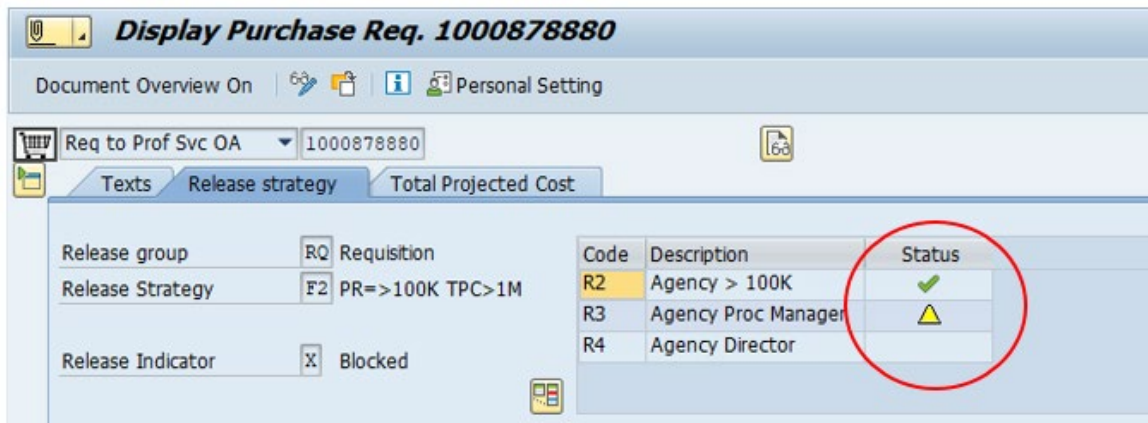 Display Purchase Req. 1000878880
Document Overview On Personal Setting
Req to Prof Svc OA 1000878880
Texts Release strategy Total Projected Cost
Release group RQ Requisition
Release Strategy F2 PR=>100K TPC>1M
Release Indicator X Blocked
Code Description Status
R2 Agency > 100K
R3 Agency Proc Manager
R4 Agency Director